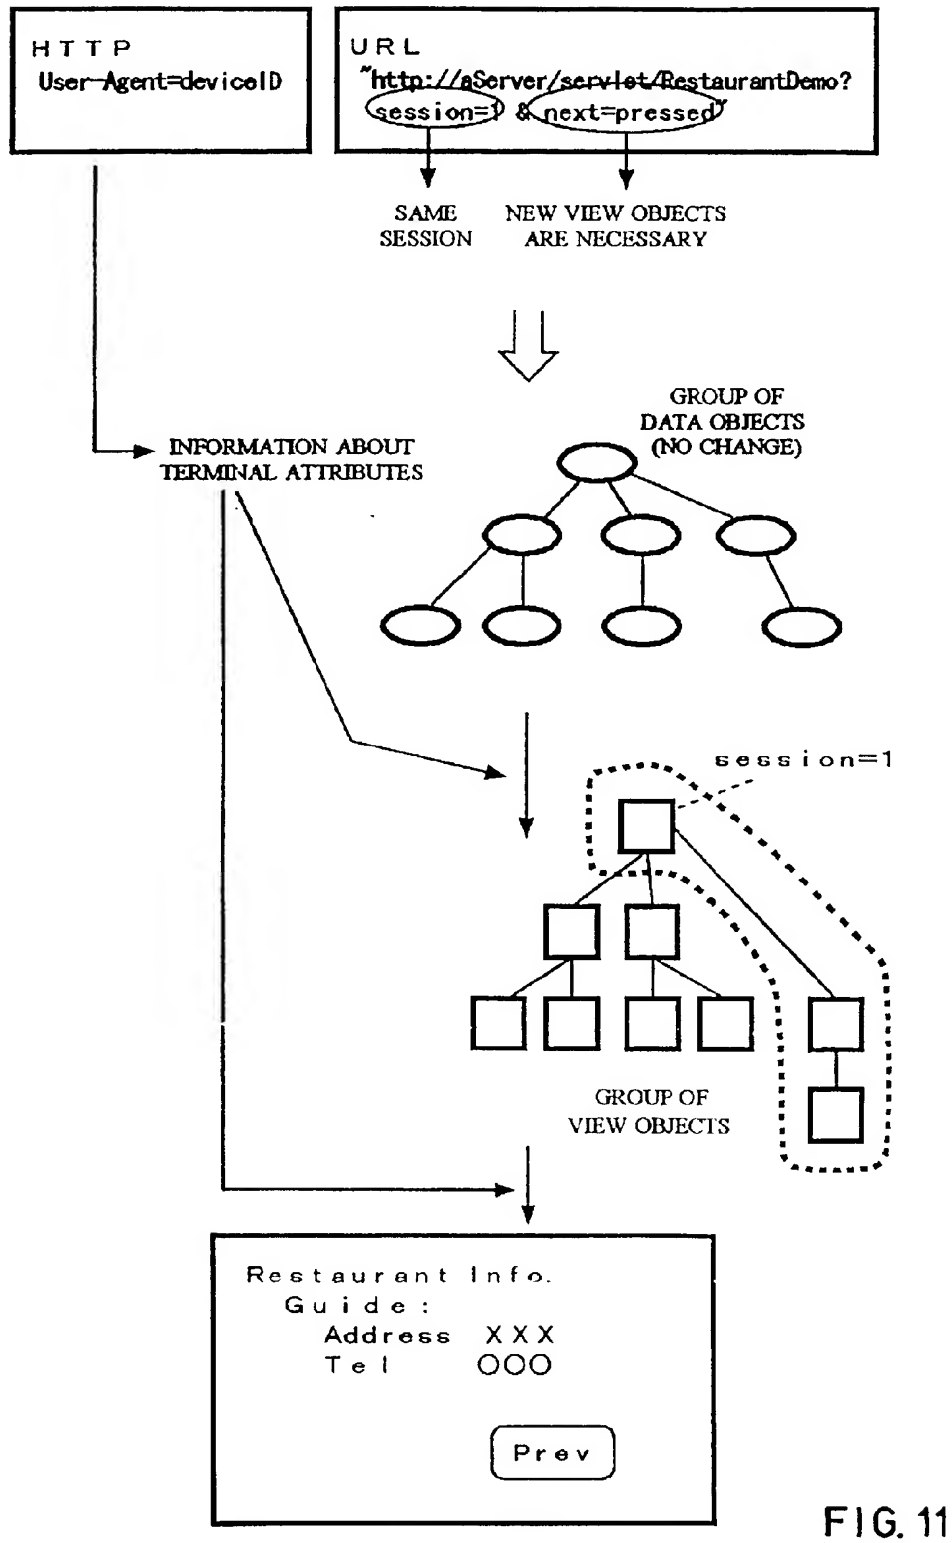 HTTP
User-Agent=deviceID
URL
"http://aServer/servlet/RestaurantDemo?
session=1 & next=pressed"
SAME
SESSION
NEW VIEW OBJECTS
ARE NECESSARY
GROUP OF
DATA OBJECTS
(NO CHANGE)
INFORMATION ABOUT
TERMINAL ATTRIBUTES
session=1
GROUP OF
VIEW OBJECTS
Restaurant Info.
Guide:
Address XXX
Tel OOO
Prev
FIG. 11